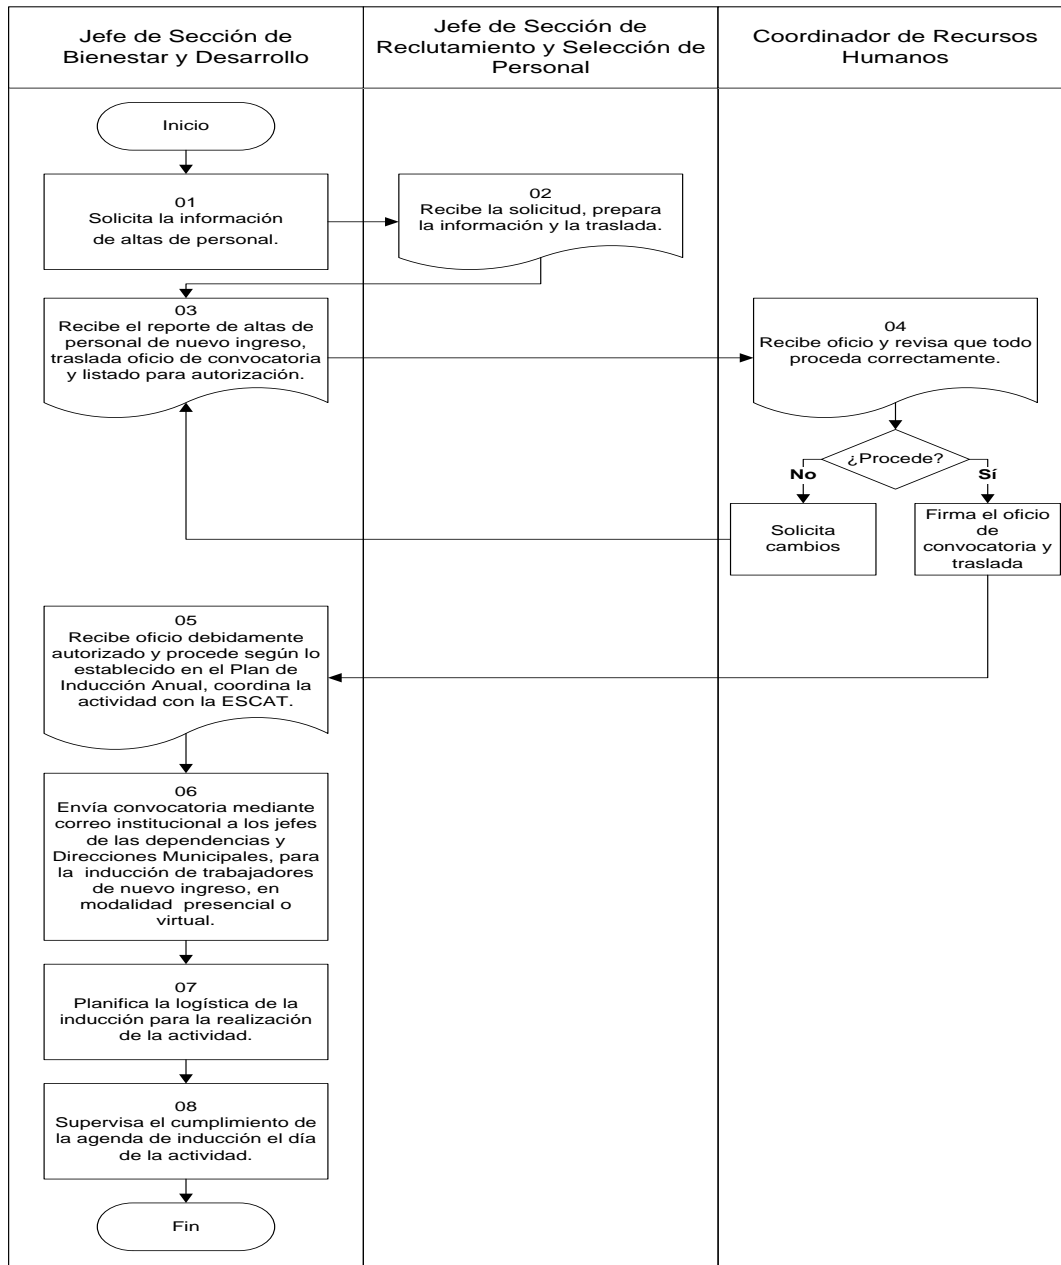 Jefe de Sección de
Bienestar y Desarrollo
Jefe de Sección de
Reclutamiento y Selección de
Personal
Coordinador de Recursos
Humanos
Inicio
01
Solicita la información
de altas de personal.
02
Recibe la solicitud, prepara
la información y la traslada.
03
Recibe el reporte de altas de
personal de nuevo ingreso,
traslada oficio de convocatoria
y listado para autorización.
04
Recibe oficio y revisa que todo
proceda correctamente.
¿Procede?
No
Sí
Solicita
cambios
Firma el oficio
de
convocatoria y
traslada
05
Recibe oficio debidamente
autorizado y procede según lo
establecido en el Plan de
Inducción Anual, coordina la
actividad con la ESCAT.
06
Envía convocatoria mediante
correo institucional a los jefes
de las dependencias y
Direcciones Municipales, para
la inducción de trabajadores
de nuevo ingreso, en
modalidad presencial o
virtual.
07
Planifica la logística de la
inducción para la realización
de la actividad.
08
Supervisa el cumplimiento de
la agenda de inducción el día
de la actividad.
Fin